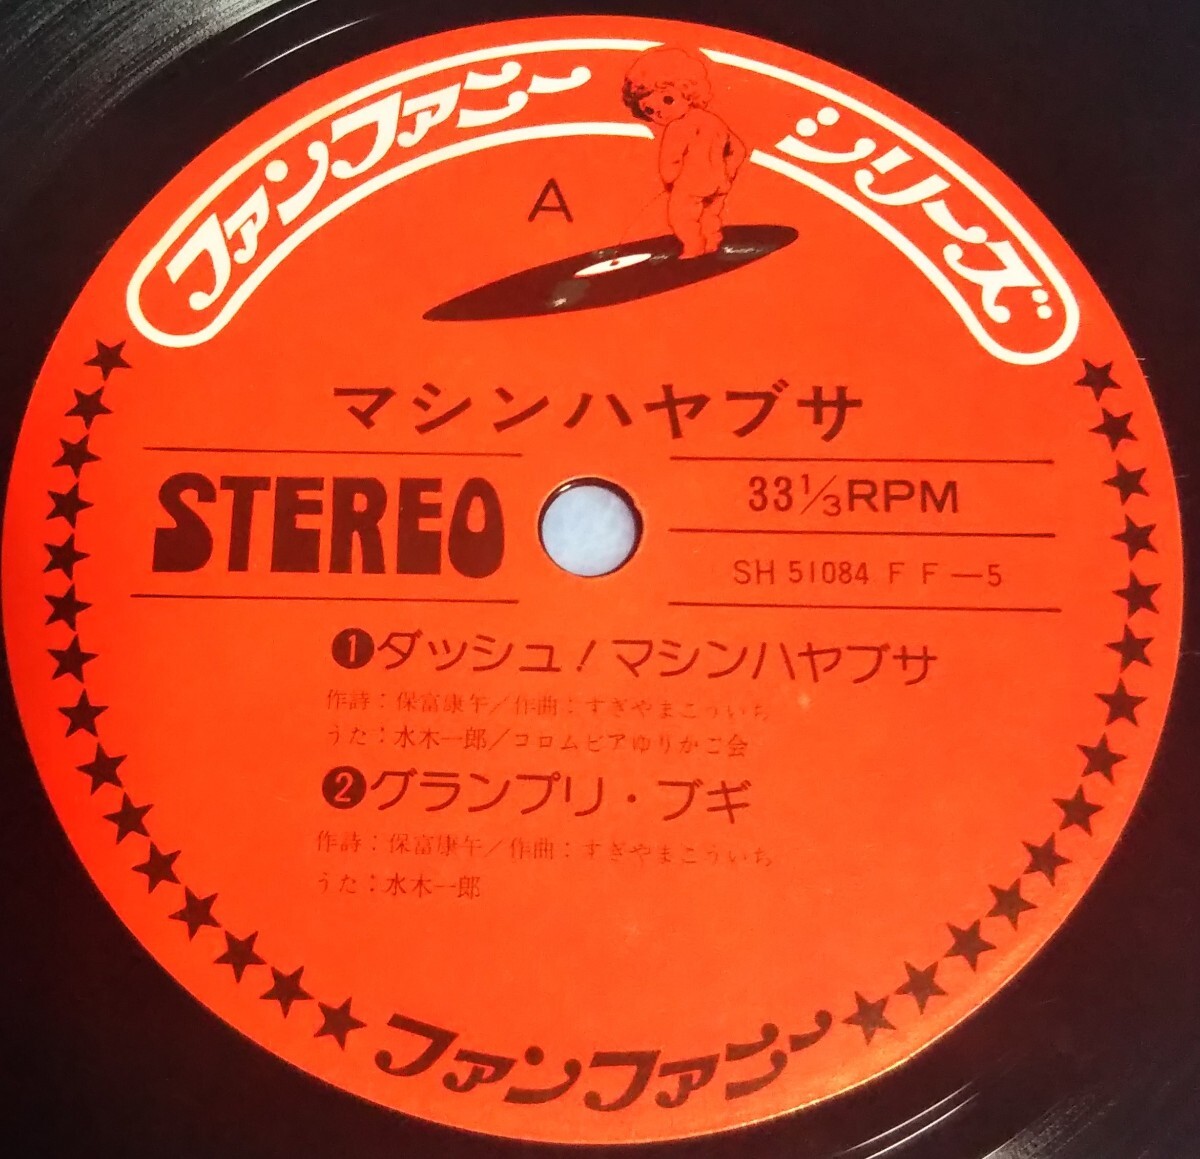 ファンファン シリーズ
A
マシンハヤブサ
STEREO
33⅓RPM
SH 51084 F F—5
❶ダッシュ!マシンハヤブサ
作詩:保富康午/作曲:すぎやまこういち
うた:水木一郎/コロムビアゆりかご会
❷グランプリ・ブギ
作詩:保富康午/作曲:すぎやまこういち
うた:水木一郎
ファンファン